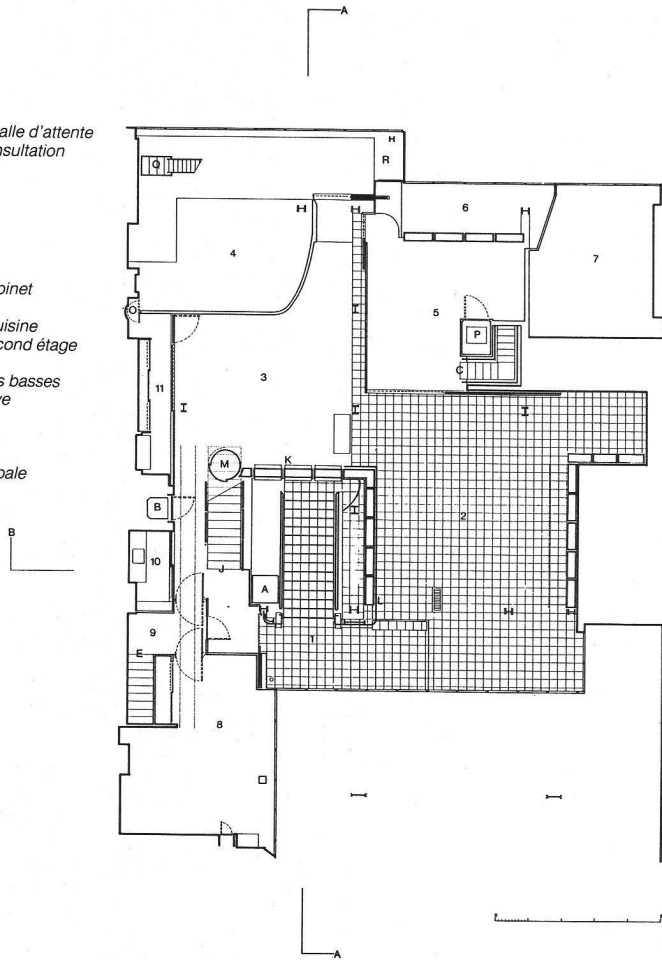 A
alle d'attente
nsultation
H
R
Q
6
4
7
binet
O
P
5
uisine
cond étage
C
3
11
s basses
ve
K
M
pale
B
B
2
10
J
A
L
9
1
E
8
A